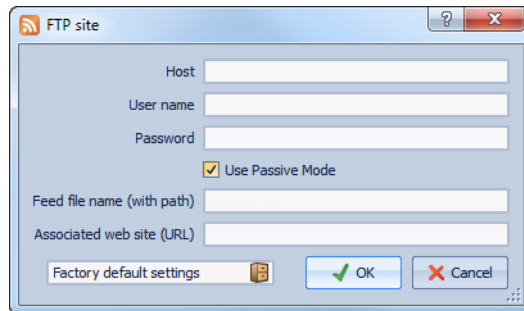 FTP site
Host
User name
Password
Use Passive Mode
Feed file name (with path)
Associated web site (URL)
Factory default settings
OK
Cancel